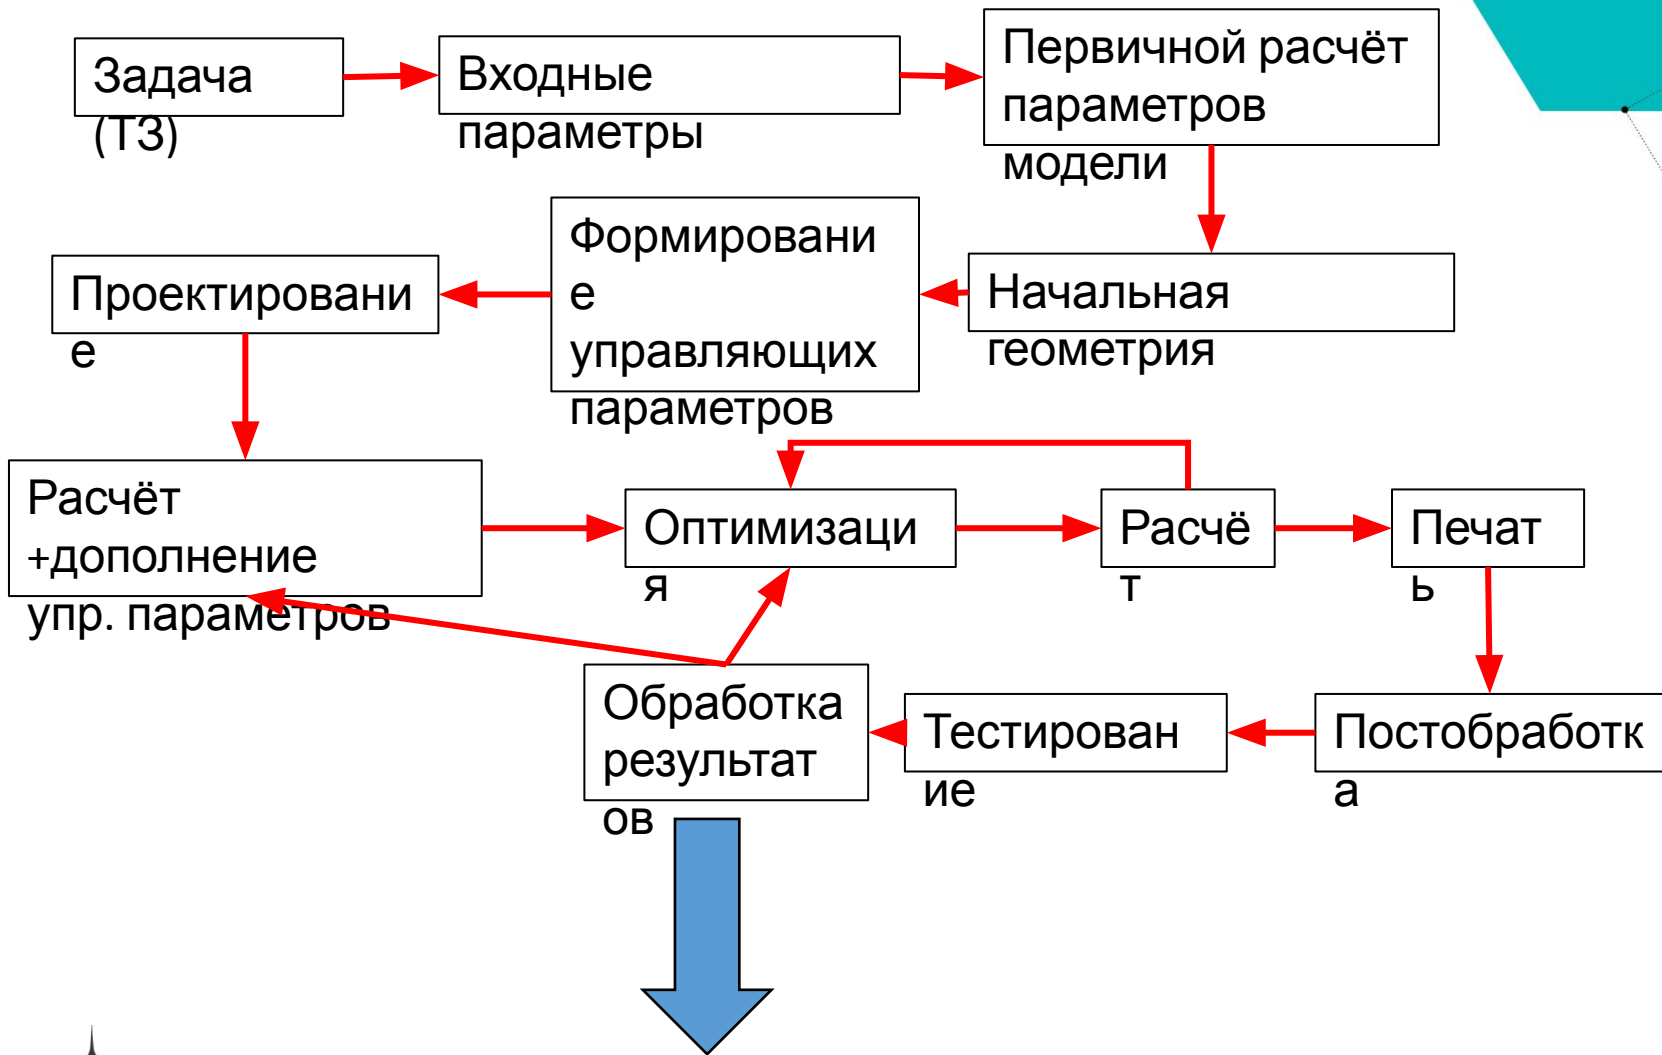 Задача
(ТЗ)
Входные
параметры
Первичной расчёт
параметров
модели
Начальная
геометрия
Формировани
е
управляющих
параметров
Проектировани
е
Расчёт
+дополнение
упр. параметров
Оптимизаци
я
Расчё
т
Печат
ь
Постобработк
а
Тестирован
ие
Обработка
результат
ов